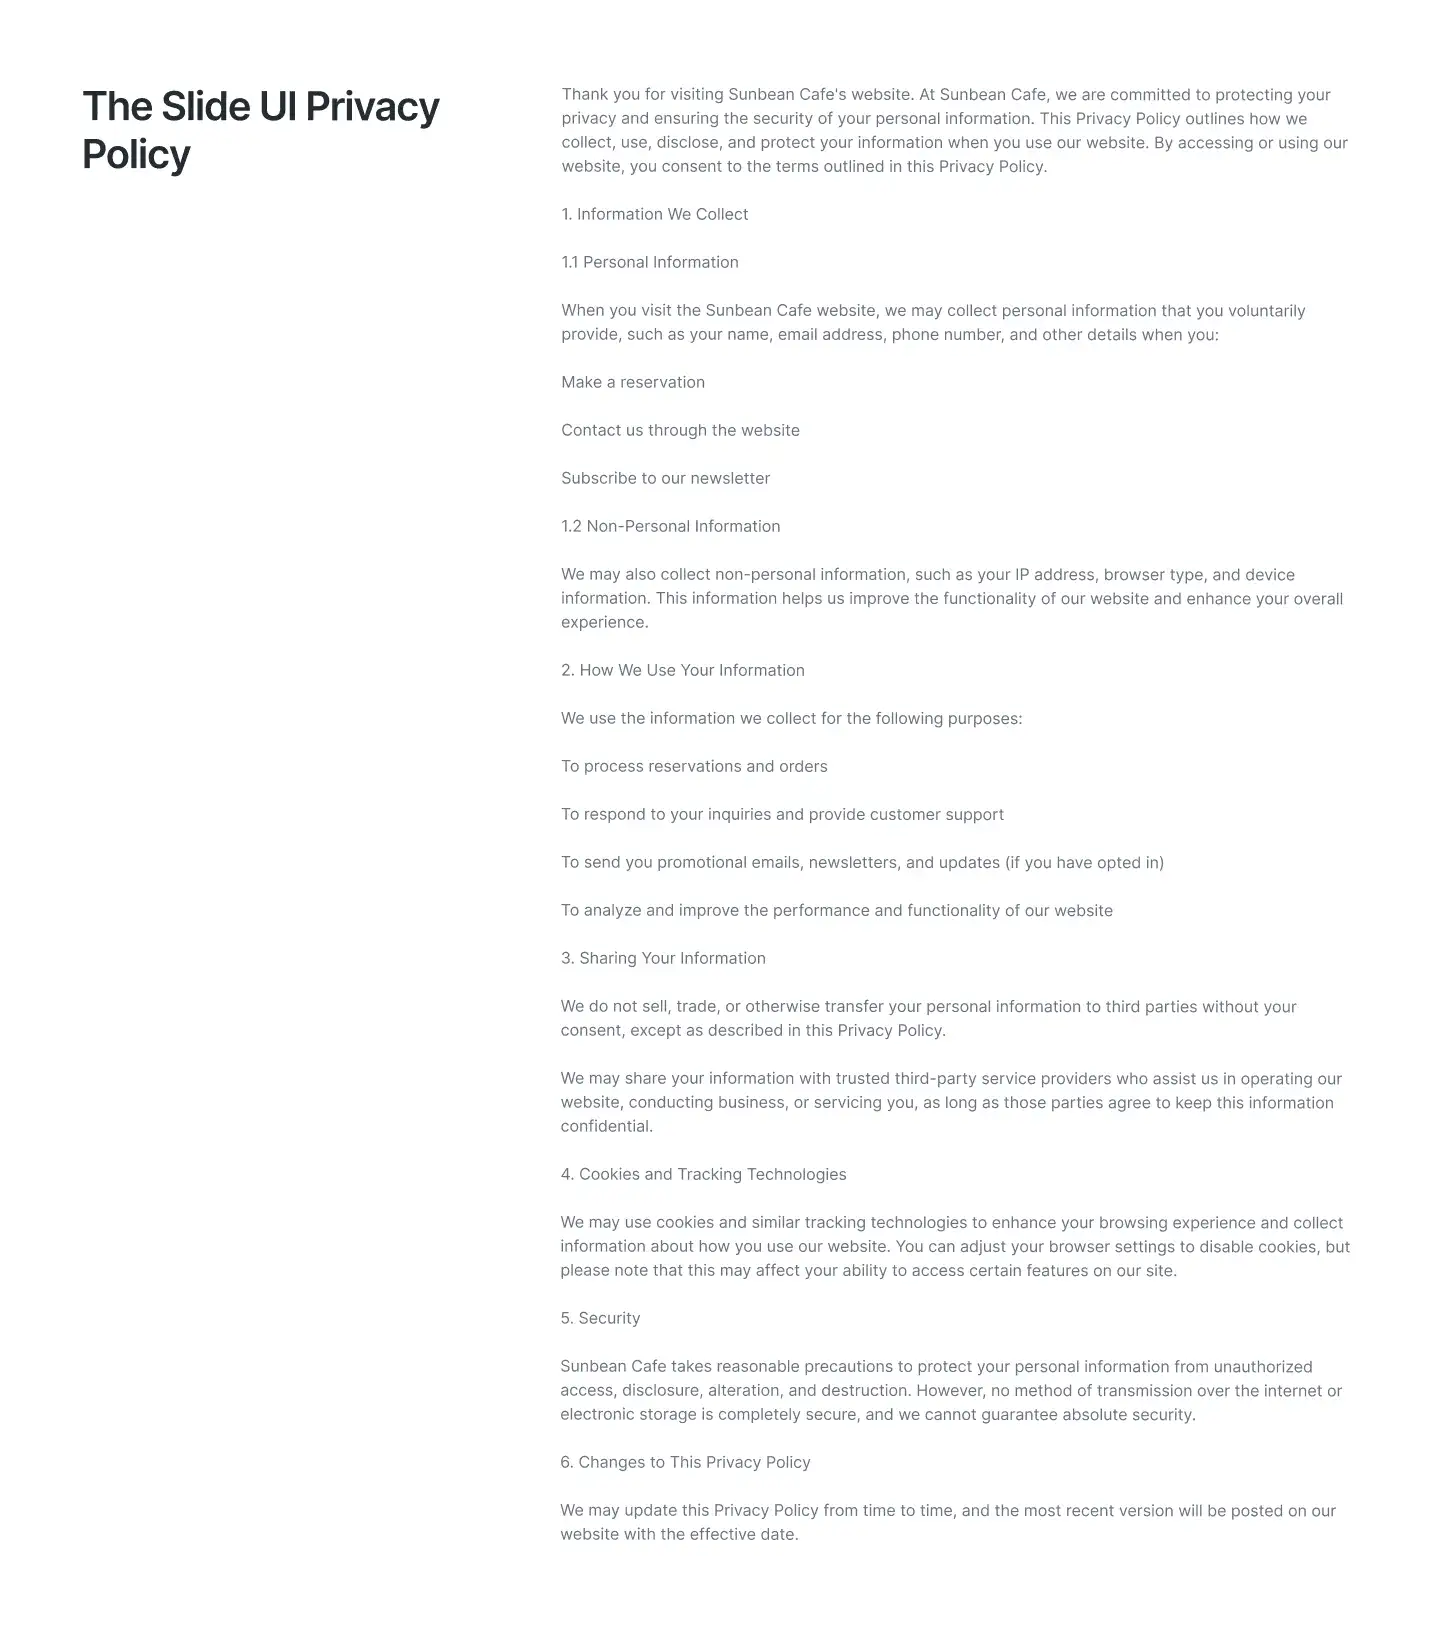 The Slide UI Privacy
Policy
Thank you for visiting Sunbean Cafe's website. At Sunbean Cafe, we are committed to protecting your
privacy and ensuring the security of your personal information. This Privacy Policy outlines how we
collect, use, disclose, and protect your information when you use our website. By accessing or using our
website, you consent to the terms outlined in this Privacy Policy.
1. Information We Collect
1.1 Personal Information
When you visit the Sunbean Cafe website, we may collect personal information that you voluntarily
provide, such as your name, email address, phone number, and other details when you:
Make a reservation
Contact us through the website
Subscribe to our newsletter
1.2 Non-Personal Information
We may also collect non-personal information, such as your IP address, browser type, and device
information. This information helps us improve the functionality of our website and enhance your overall
experience.
2. How We Use Your Information
We use the information we collect for the following purposes:
To process reservations and orders
To respond to your inquiries and provide customer support
To send you promotional emails, newsletters, and updates (if you have opted in)
To analyze and improve the performance and functionality of our website
3. Sharing Your Information
We do not sell, trade, or otherwise transfer your personal information to third parties without your
consent, except as described in this Privacy Policy.
We may share your information with trusted third-party service providers who assist us in operating our
website, conducting business, or servicing you, as long as those parties agree to keep this information
confidential.
4. Cookies and Tracking Technologies
We may use cookies and similar tracking technologies to enhance your browsing experience and collect
information about how you use our website. You can adjust your browser settings to disable cookies, but
please note that this may affect your ability to access certain features on our site.
5. Security
Sunbean Cafe takes reasonable precautions to protect your personal information from unauthorized
access, disclosure, alteration, and destruction. However, no method of transmission over the internet or
electronic storage is completely secure, and we cannot guarantee absolute security.
6. Changes to This Privacy Policy
We may update this Privacy Policy from time to time, and the most recent version will be posted on our
website with the effective date.